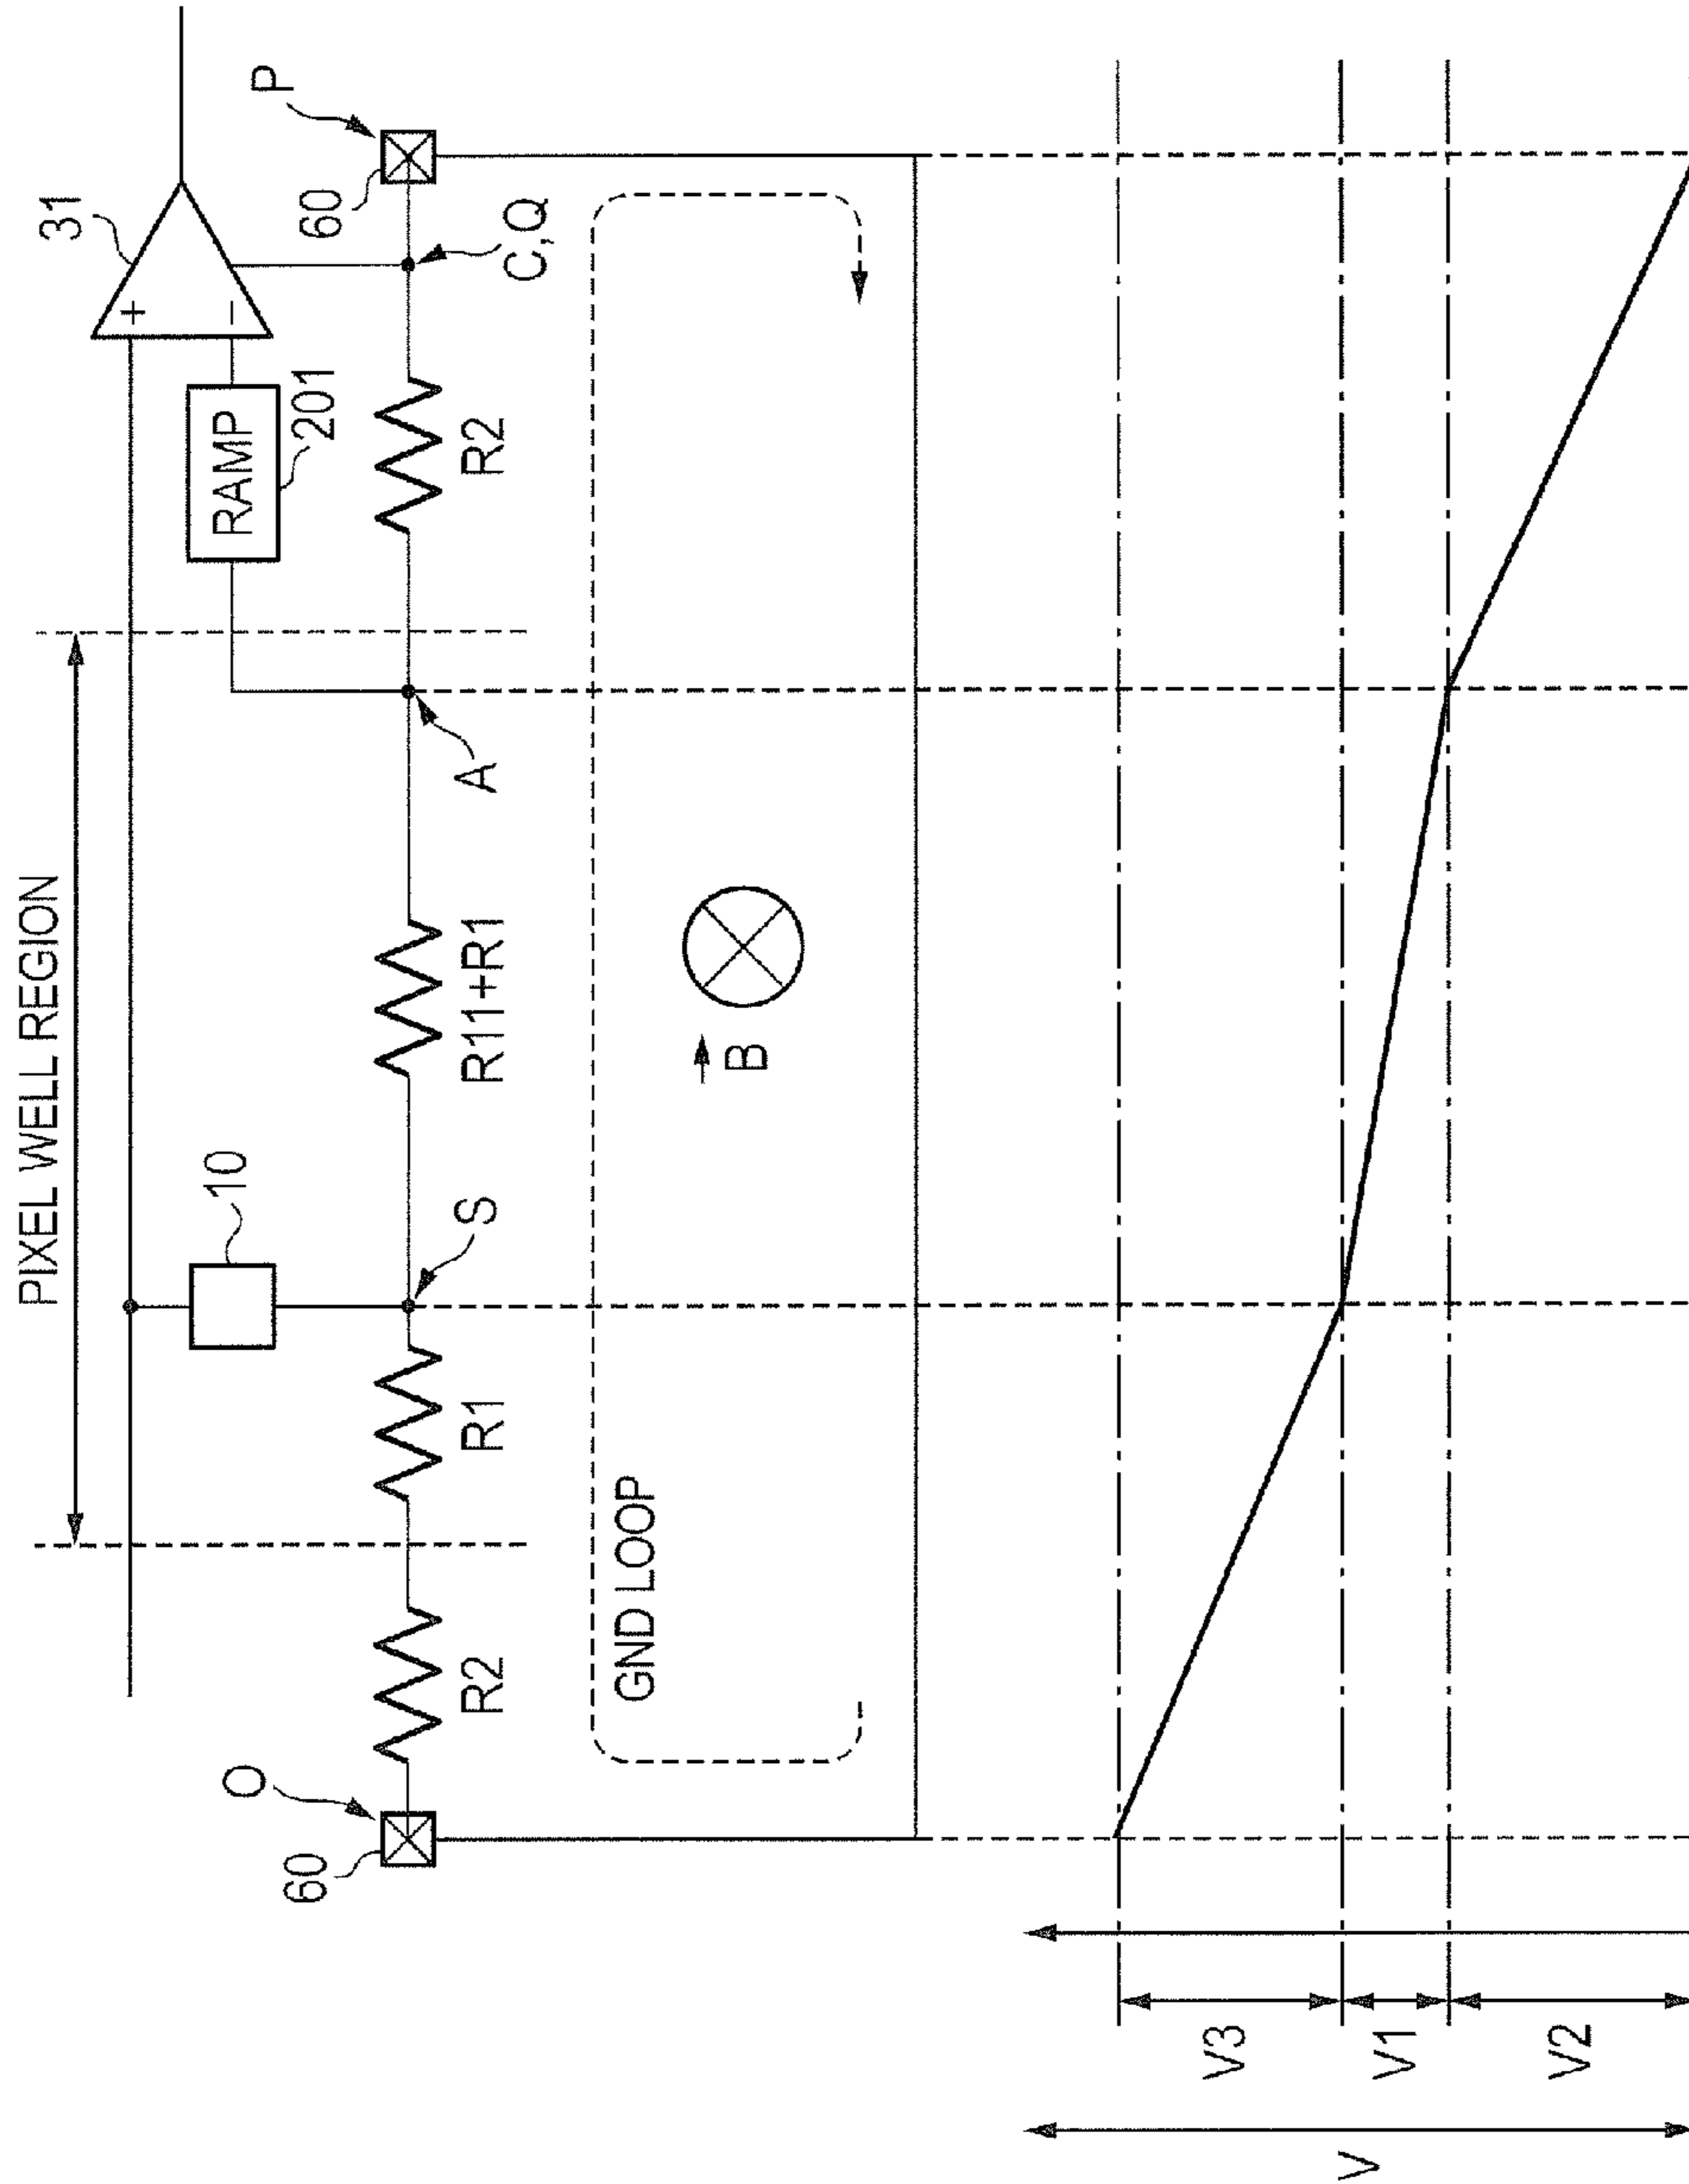 PIXEL WELL REGION
31
+
−
RAMP
201
10
P
60
C,Q
O
60
R2
R1
S
R11+R1
A
R2
GND LOOP
B
V
V3
V1
V2